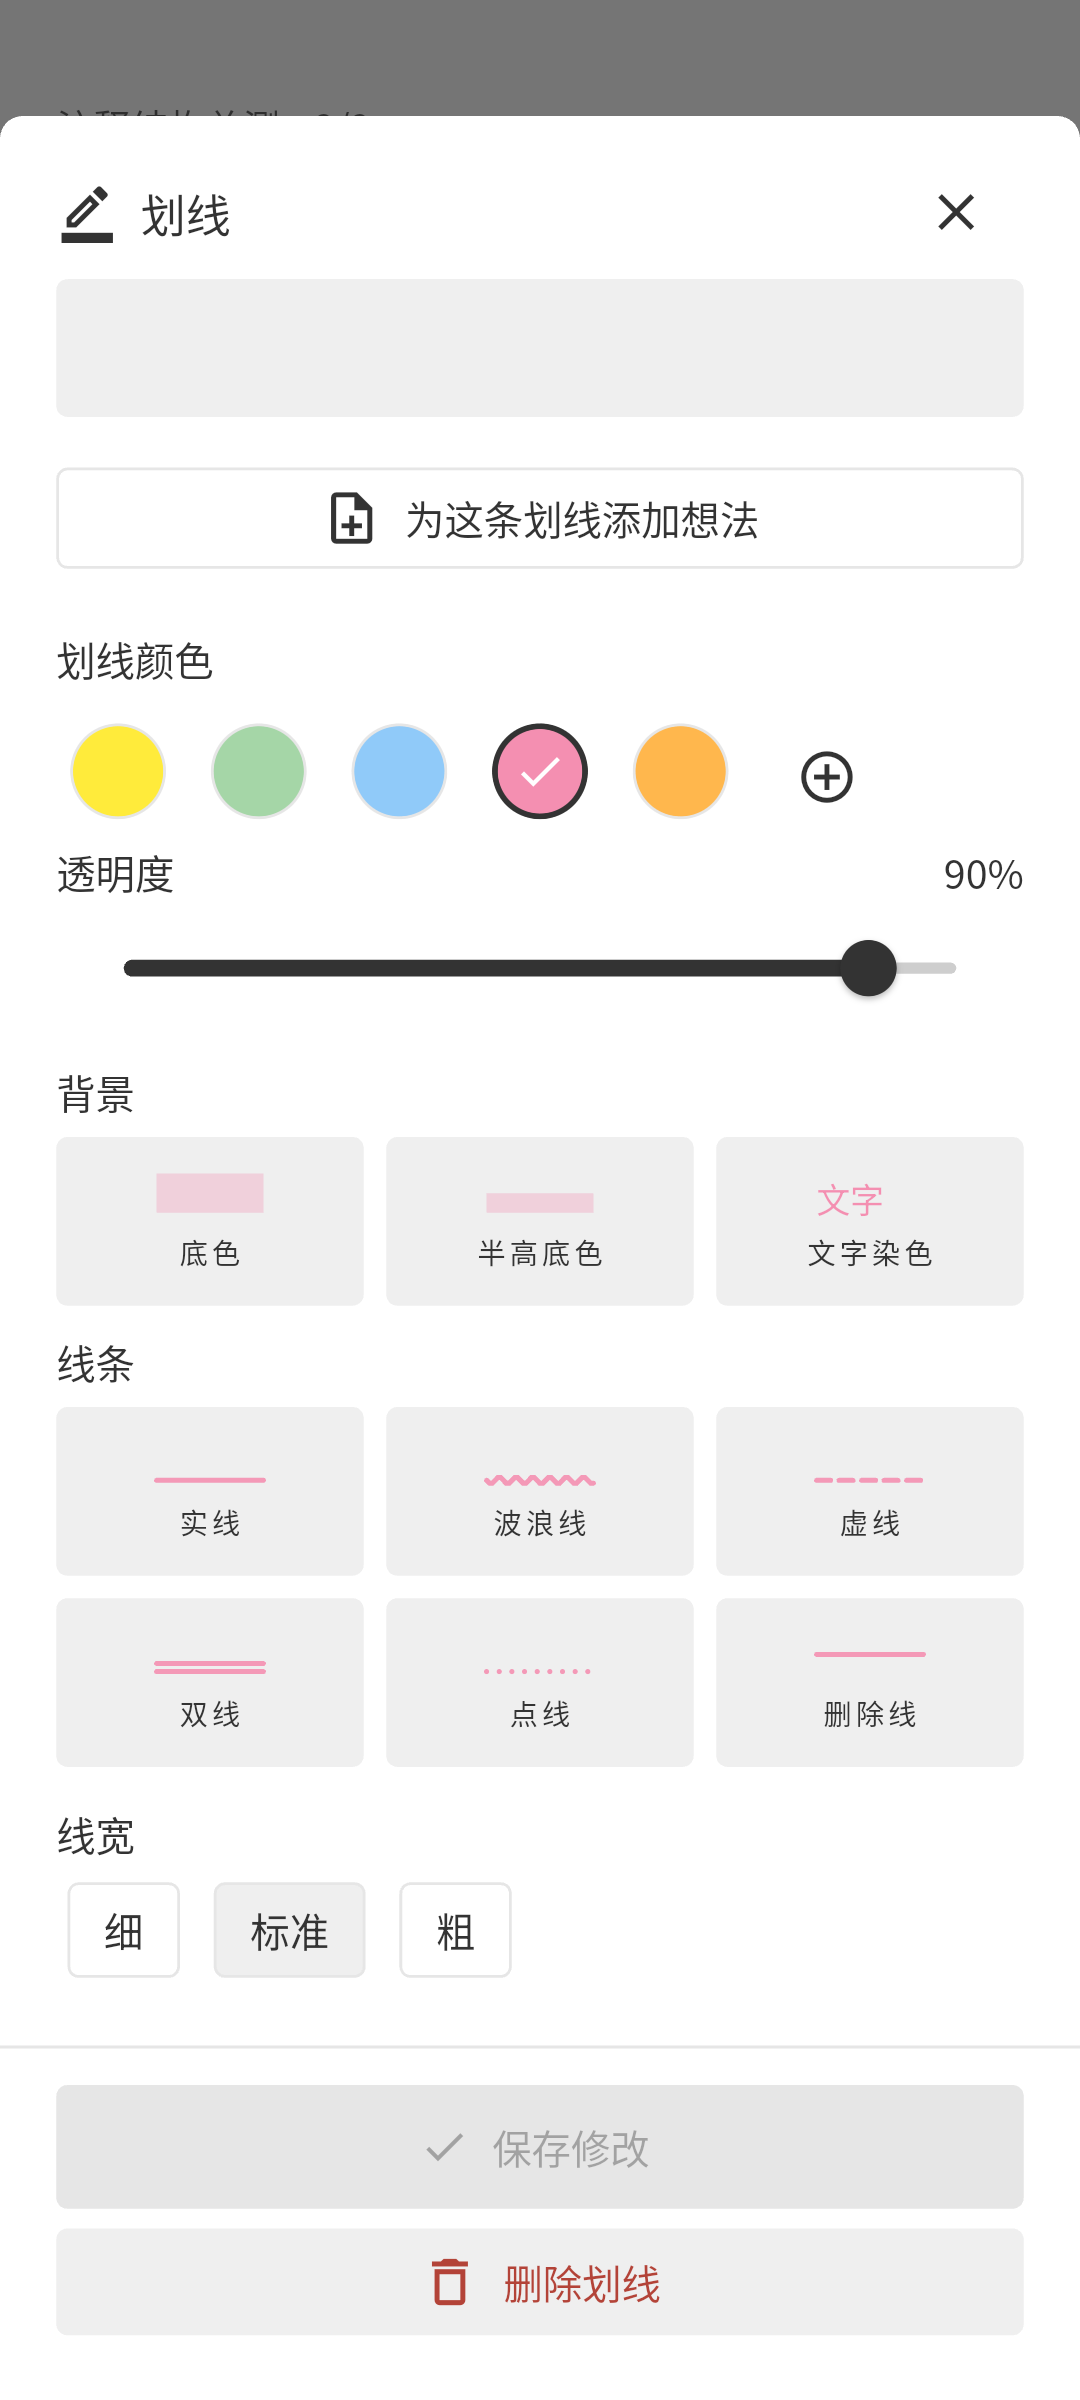 划线
为这条划线添加想法
划线颜色
透明度 90%
背景
底色 半高底色 文字 文字染色
线条
实线 波浪线 虚线
双线 点线 删除线
线宽
细 标准 粗
保存修改
删除划线